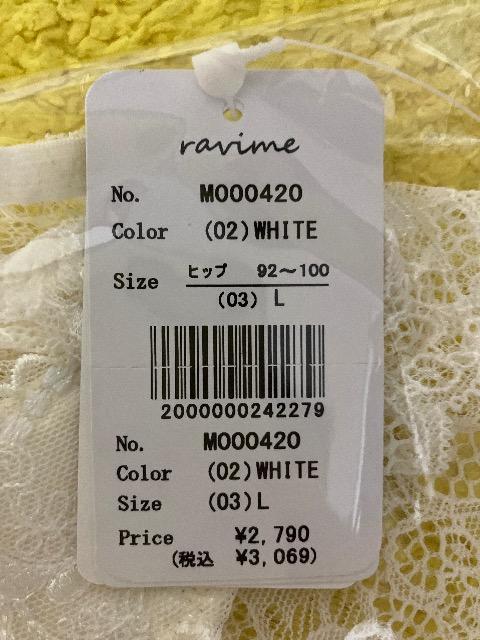 ravime
No. M000420
Color (02)WHITE
Size ヒップ 92～100
(03) L
2000000242279
No. M000420
Color (02)WHITE
Size (03)L
Price ¥2,790
(税込 ¥3,069)